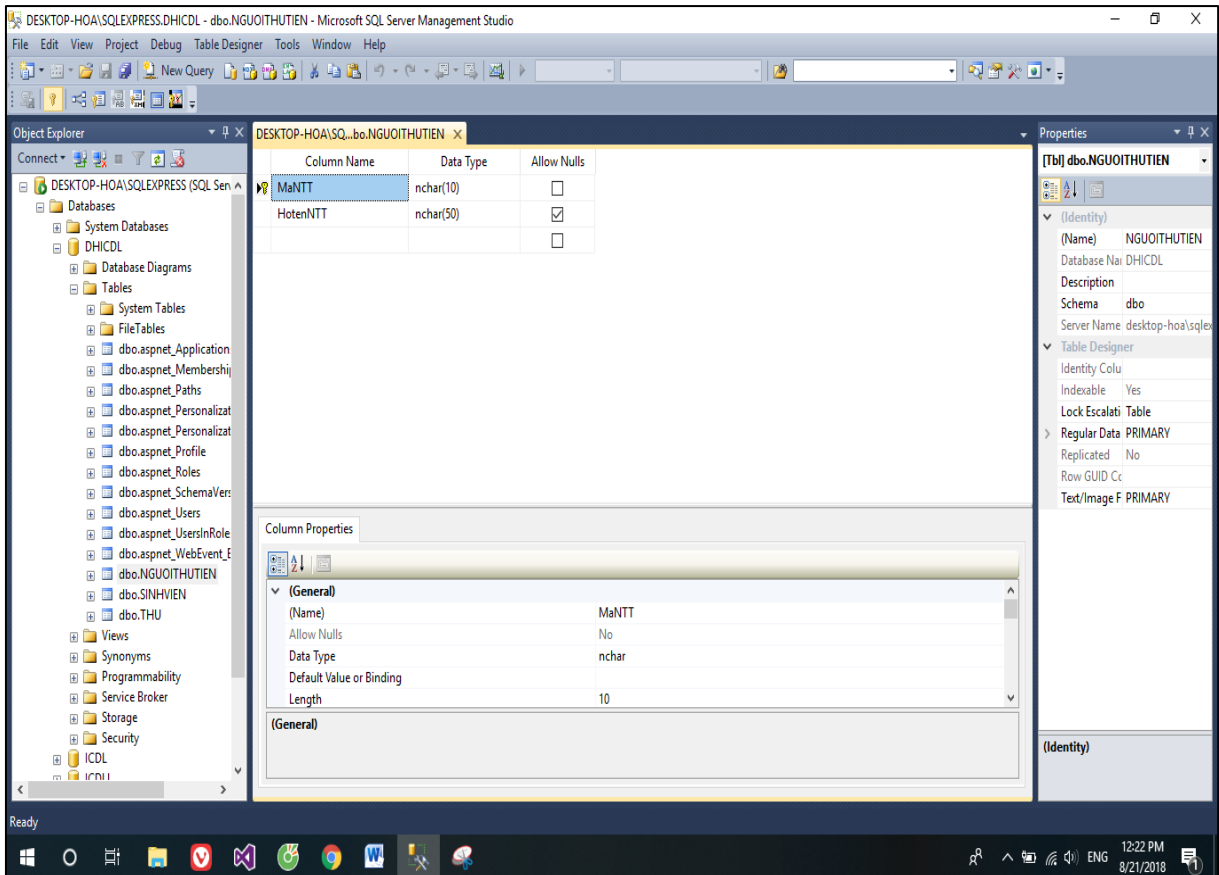 DESKTOP-HOA\SQLEXPRESS.DHICDL - dbo.NGUOITHUTIEN - Microsoft SQL Server Management Studio
File Edit View Project Debug Table Designer Tools Window Help
New Query
Object Explorer
Connect
DESKTOP-HOA\SQLEXPRESS (SQL Serv
Databases
System Databases
DHICDL
Database Diagrams
Tables
System Tables
FileTables
dbo.aspnet_Application
dbo.aspnet_Membership
dbo.aspnet_Paths
dbo.aspnet_Personalizat
dbo.aspnet_Personalizat
dbo.aspnet_Profile
dbo.aspnet_Roles
dbo.aspnet_SchemaVers
dbo.aspnet_Users
dbo.aspnet_UsersInRole
dbo.aspnet_WebEvent_E
dbo.NGUOITHUTIEN
dbo.SINHVIEN
dbo.THU
Views
Synonyms
Programmability
Service Broker
Storage
Security
ICDL
DESKTOP-HOA\SQ...bo.NGUOITHUTIEN
Column Name Data Type Allow Nulls
MaNTT nchar(10)
HotenNTT nchar(50)
Column Properties
(General)
(Name) MaNTT
Allow Nulls No
Data Type nchar
Default Value or Binding
Length 10
(General)
Properties
[Tbl] dbo.NGUOITHUTIEN
(Identity)
(Name) NGUOITHUTIEN
Database Nai DHICDL
Description
Schema dbo
Server Name desktop-hoa\sqlex
Table Designer
Identity Colu
Indexable Yes
Lock Escalati Table
Regular Data PRIMARY
Replicated No
Row GUID Cc
Text/Image F PRIMARY
(Identity)
Ready
ENG
12:22 PM
8/21/2018